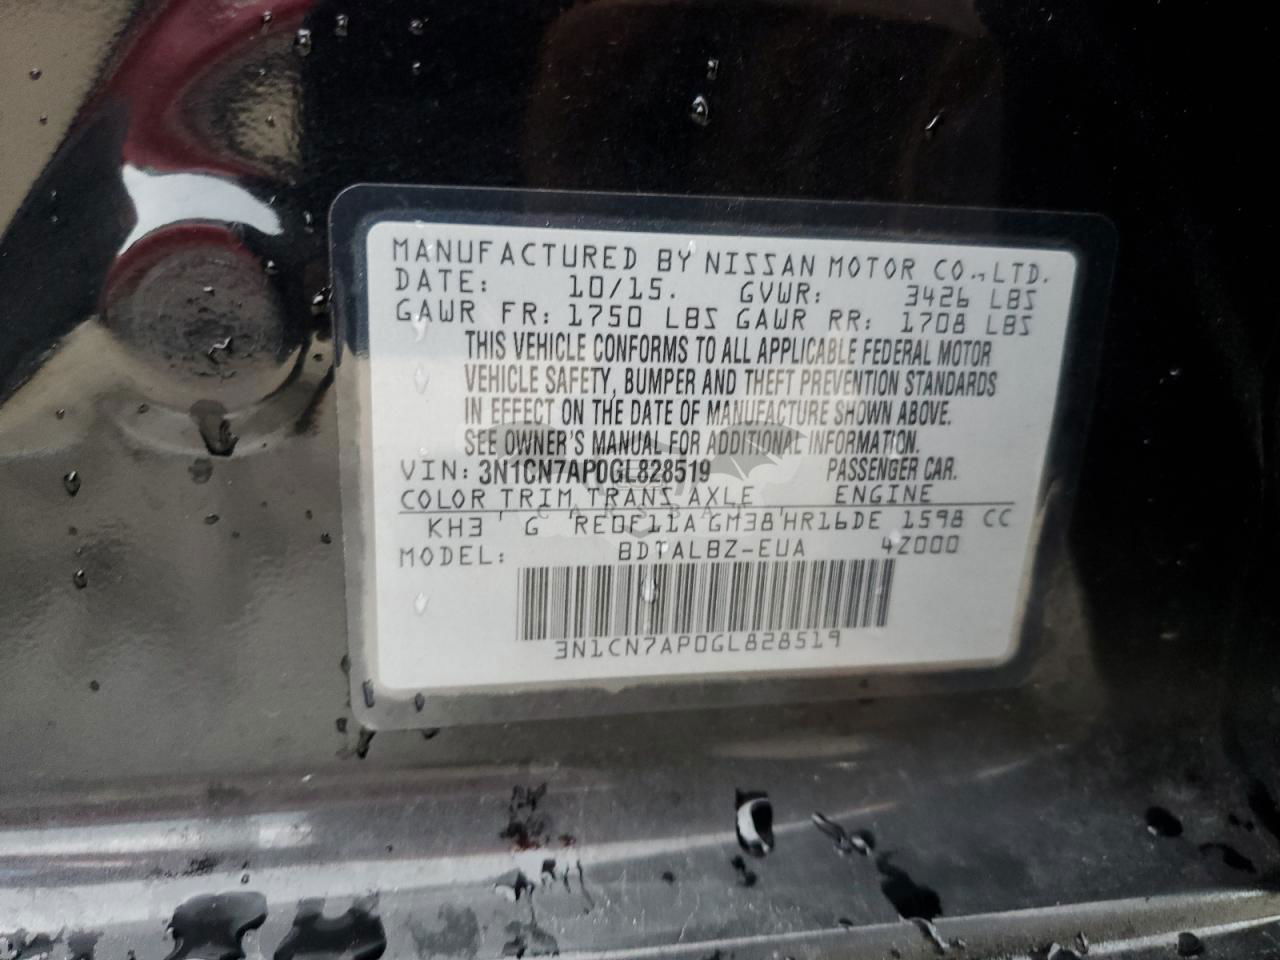 MANUFACTURED BY NISSAN MOTOR CO., LTD.
DATE: 10/15. GVWR: 3426 LBS
GAWR FR: 1750 LBS GAWR RR: 1708 LBS
THIS VEHICLE CONFORMS TO ALL APPLICABLE FEDERAL MOTOR
VEHICLE SAFETY, BUMPER AND THEFT PREVENTION STANDARDS
IN EFFECT ON THE DATE OF MANUFACTURE SHOWN ABOVE.
SEE OWNER'S MANUAL FOR ADDITIONAL INFORMATION.
VIN: 3N1CN7AP0GL828519 PASSENGER CAR.
COLOR TRIM TRANS AXLE ENGINE
KH3 G RE0F11A GM38 HR16DE 1598 CC
MODEL: BDTALBZ-EUA 4Z000
3N1CN7AP0GL828519